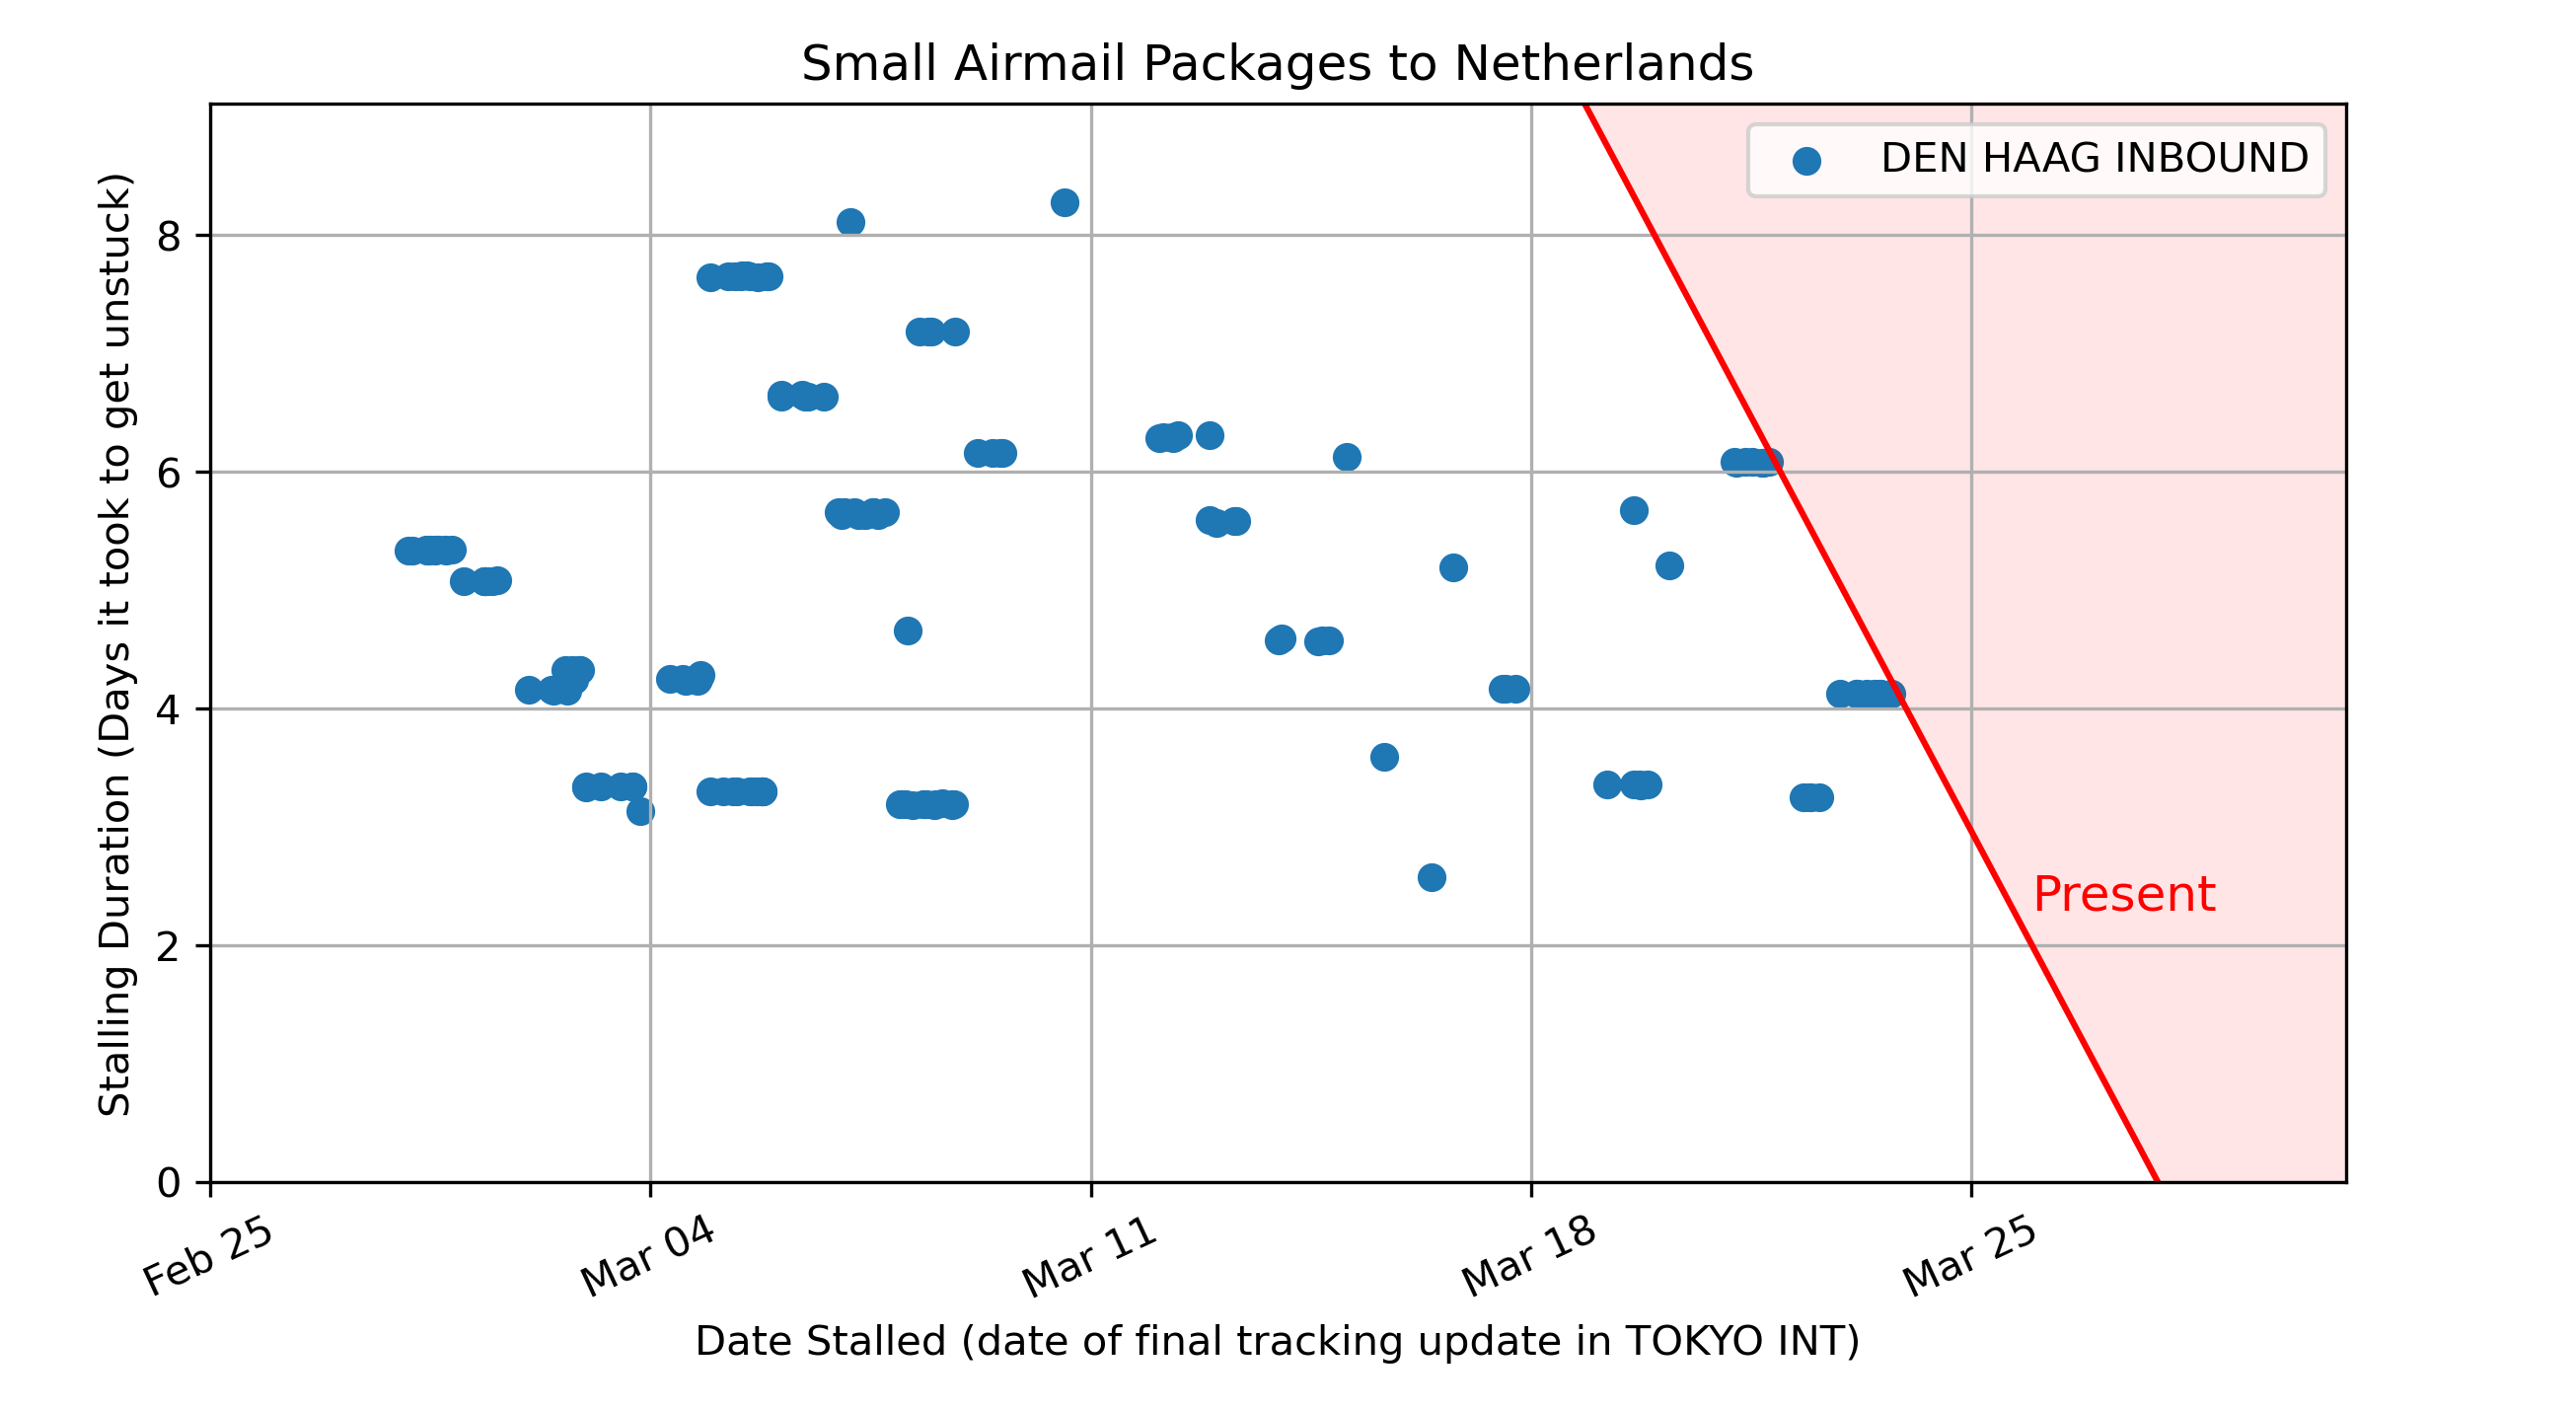 Small Airmail Packages to Netherlands
DEN HAAG INBOUND
Stalling Duration (Days it took to get unstuck)
8
6
4
2
0
Present
Feb 25
Mar 04
Mar 11
Mar 18
Mar 25
Date Stalled (date of final tracking update in TOKYO INT)